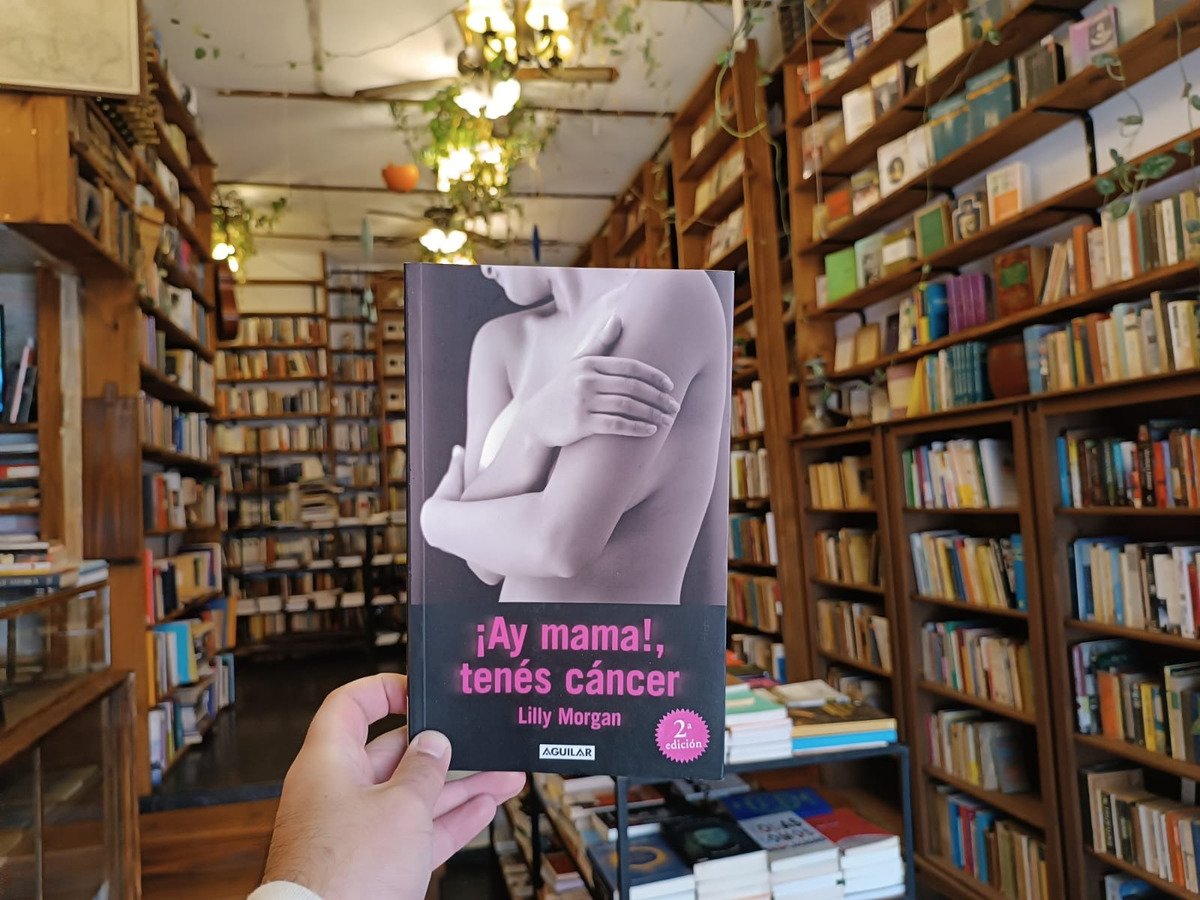 ¡Ay mama!,
tenés cáncer
Lilly Morgan
AGUILAR
2ª
edición